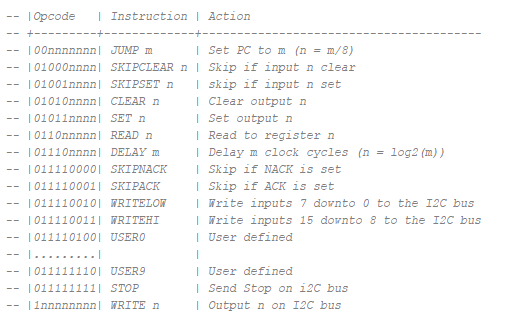 -- |Opcode   | Instruction | Action
-- +---------+-------------+----------------------------------------
-- |00nnnnnnn| JUMP m      | Set PC to m (n = m/8)
-- |01000nnnn| SKIPCLEAR n | Skip if input n clear
-- |01001nnnn| SKIPSET n   | skip if input n set
-- |01010nnnn| CLEAR n     | Clear output n
-- |01011nnnn| SET n       | Set output n
-- |0110nnnnn| READ n      | Read to register n
-- |01110nnnn| DELAY m     | Delay m clock cycles (n = log2(m))
-- |011110000| SKIPNACK    | Skip if NACK is set
-- |011110001| SKIPACK     | Skip if ACK is set
-- |011110010| WRITELOW    | Write inputs 7 downto 0 to the I2C bus
-- |011110011| WRITEHI     | Write inputs 15 downto 8 to the I2C bus
-- |011110100| USER0       | User defined
-- |.........|             |
-- |011111110| USER9       | User defined
-- |011111111| STOP        | Send Stop on i2C bus
-- |1nnnnnnnn| WRITE n     | Output n on I2C bus